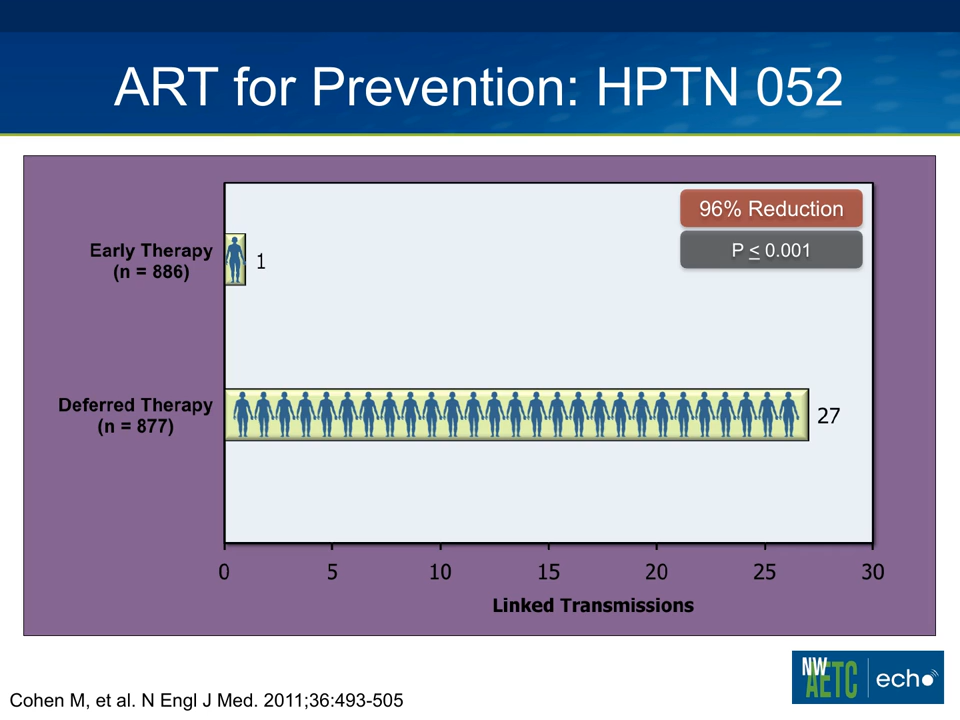 ART for Prevention: HPTN 052
96% Reduction
P ≤ 0.001
Early Therapy
(n = 886)
1
Deferred Therapy
(n = 877)
27
0 5 10 15 20 25 30
Linked Transmissions
NW
AETC
echo
Cohen M, et al. N Engl J Med. 2011;36:493-505